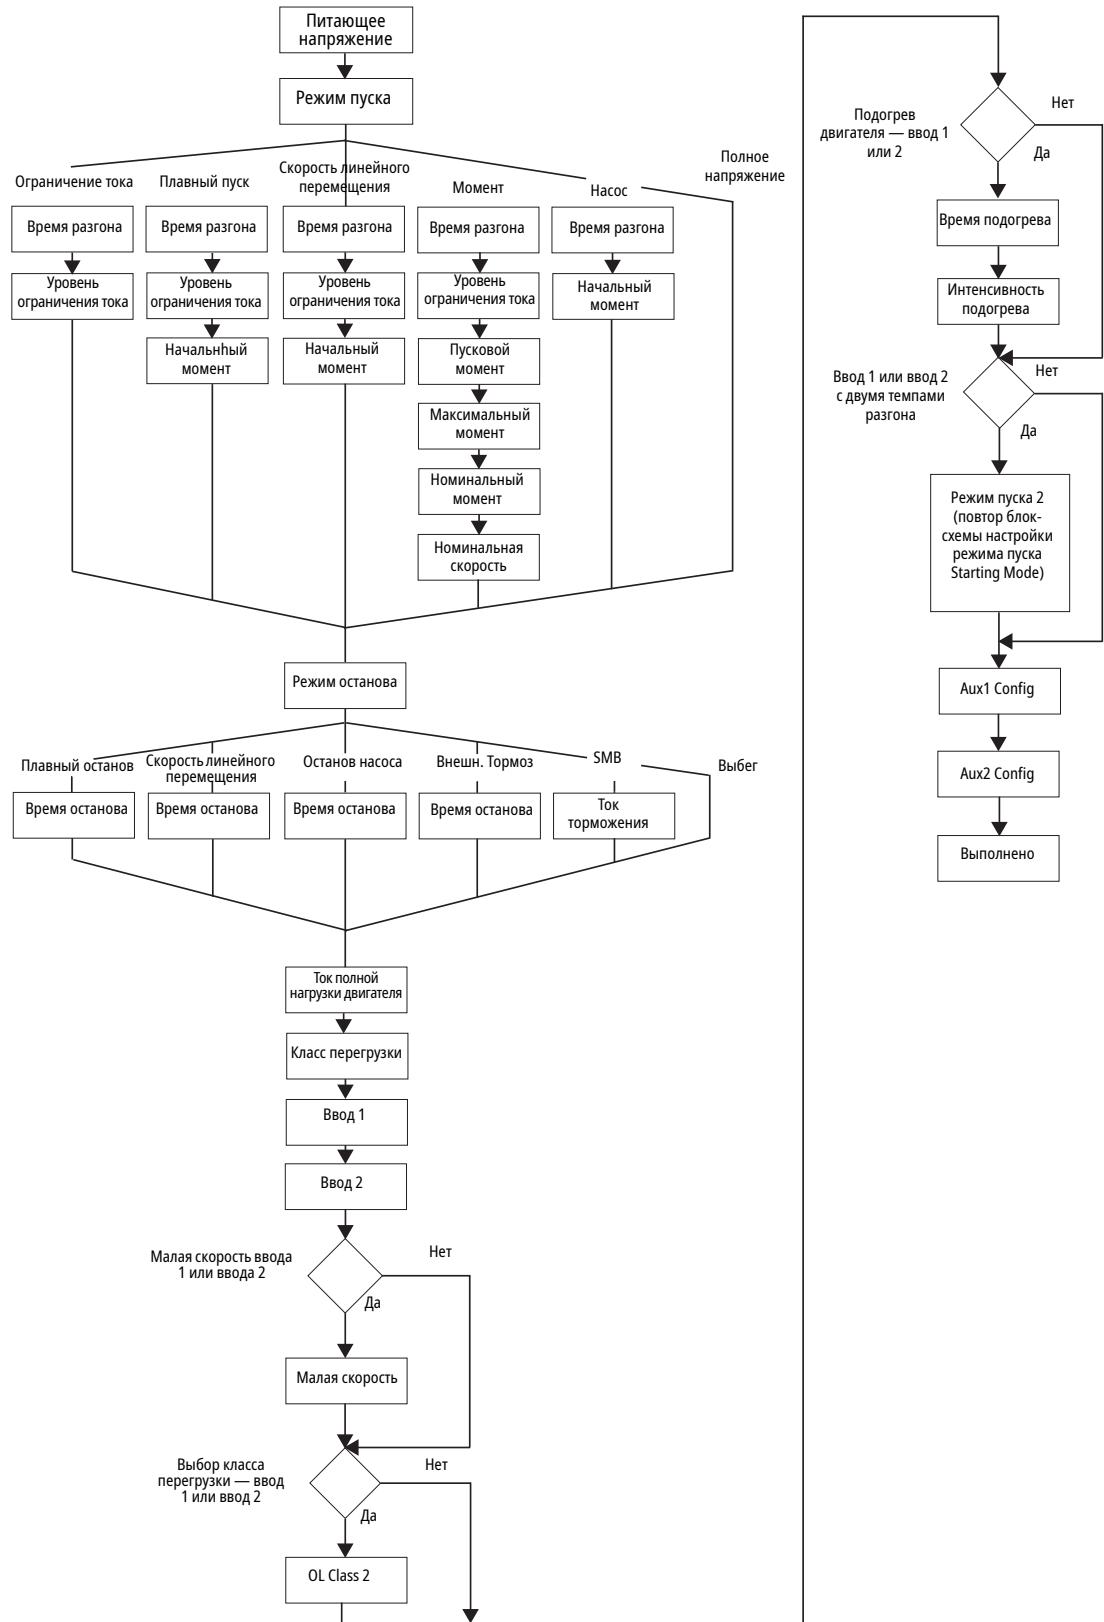 Питающее
напряжение
Режим пуска
Ограничение тока
Плавный пуск
Скорость линейного
перемещения
Момент
Насос
Полное
напряжение
Время разгона
Время разгона
Время разгона
Время разгона
Время разгона
Уровень
ограничения тока
Уровень
ограничения тока
Уровень
ограничения тока
Уровень
ограничения тока
Начальный
момент
Начальнhый
момент
Начальный
момент
Пусковой
момент
Максимальный
момент
Номинальный
момент
Номинальная
скорость
Режим останова
Плавный останов
Скорость линейного
перемещения
Останов насоса
Внешн. Тормоз
SMB
Выбег
Время останова
Время останова
Время останова
Время останова
Ток
торможения
Ток полной
нагрузки двигателя
Класс перегрузки
Ввод 1
Ввод 2
Малая скорость ввода
1 или ввода 2
Нет
Да
Малая скорость
Выбор класса
перегрузки — ввод
1 или ввод 2
Нет
Да
OL Class 2
Подогрев
двигателя — ввод 1
или 2
Нет
Да
Время подогрева
Интенсивность
подогрева
Ввод 1 или ввод 2
с двумя темпами
разгона
Нет
Да
Режим пуска 2
(повтор блок-
схемы настройки
режима пуска
Starting Mode)
Aux1 Config
Aux2 Config
Выполнено